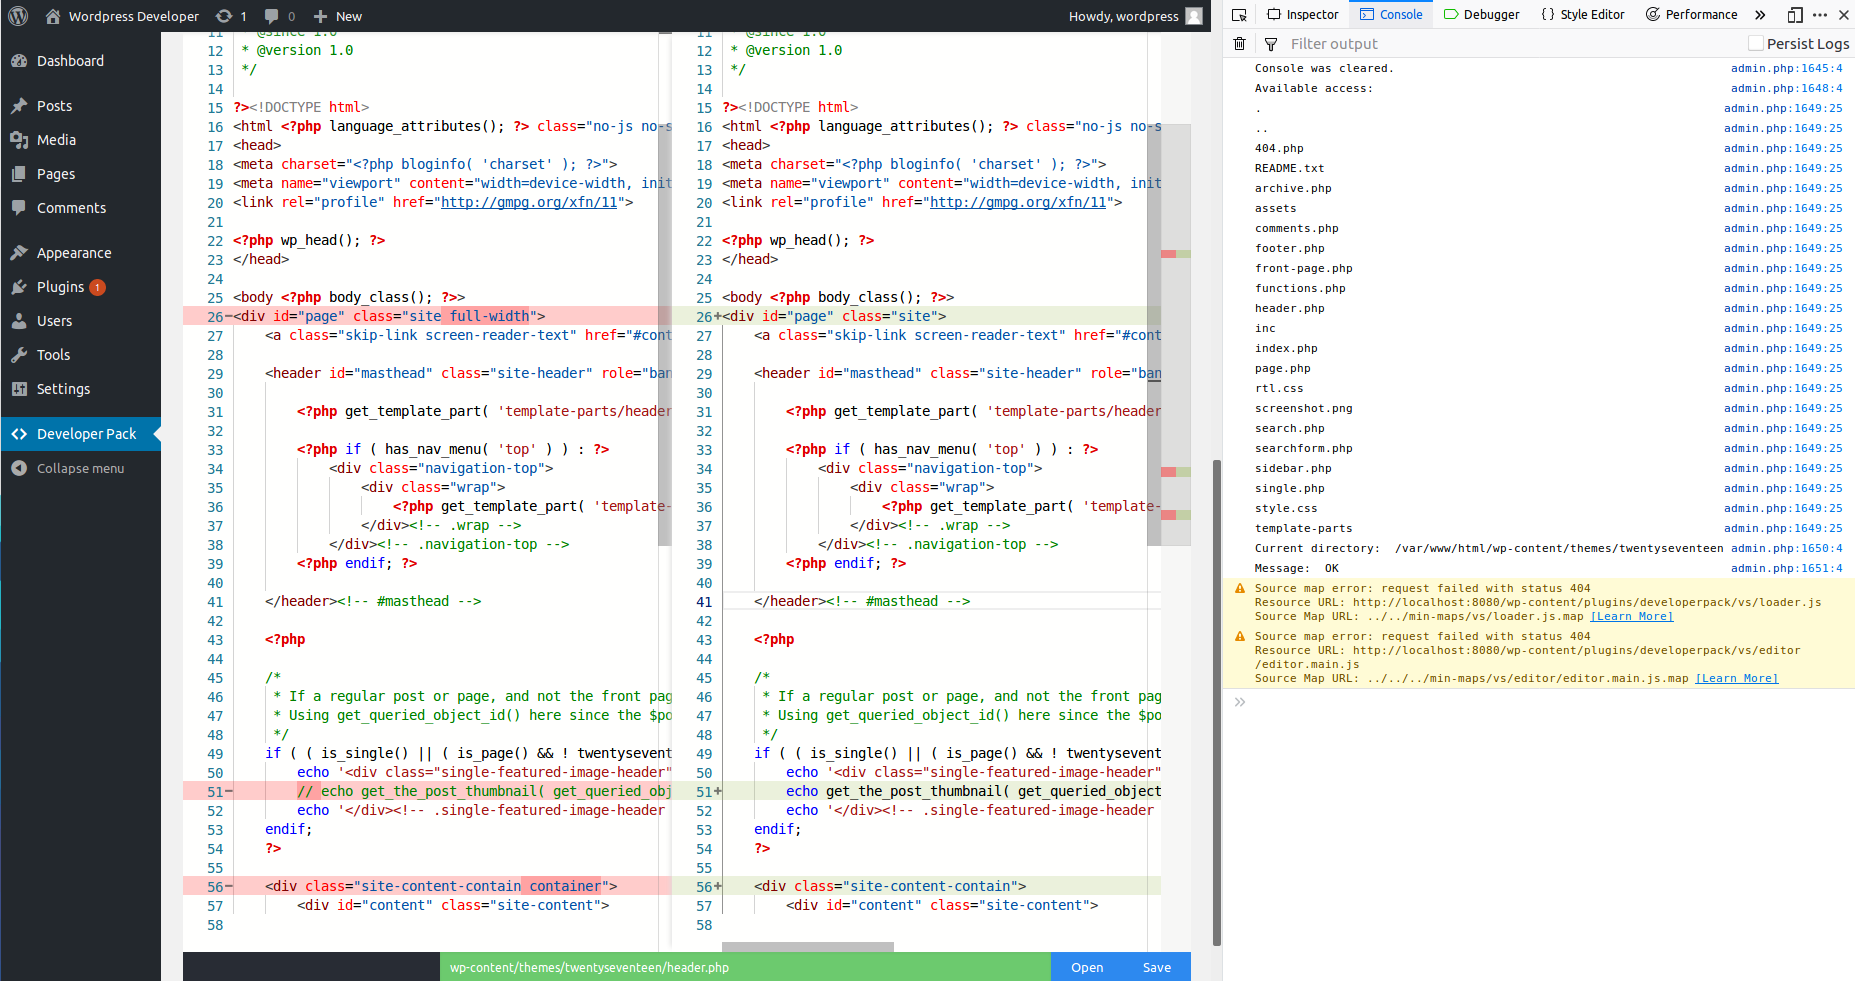 Wordpress Developer 1 0 New Howdy, wordpress
Dashboard
Posts
Media
Pages
Comments
Appearance
Plugins 1
Users
Tools
Settings
Developer Pack
Collapse menu
11 * @since 1.0
12 * @version 1.0
13 */
14
15 ?><!DOCTYPE html>
16 <html <?php language_attributes(); ?> class="no-js no-s
17 <head>
18 <meta charset="<?php bloginfo( 'charset' ); ?>">
19 <meta name="viewport" content="width=device-width, init
20 <link rel="profile" href="http://gmpg.org/xfn/11">
21
22 <?php wp_head(); ?>
23 </head>
24
25 <body <?php body_class(); ?>>
26- <div id="page" class="site full-width">
27 <a class="skip-link screen-reader-text" href="#cont
28
29 <header id="masthead" class="site-header" role="ban
30
31 <?php get_template_part( 'template-parts/header
32
33 <?php if ( has_nav_menu( 'top' ) ) : ?>
34 <div class="navigation-top">
35 <div class="wrap">
36 <?php get_template_part( 'template-
37 </div><!-- .wrap -->
38 </div><!-- .navigation-top -->
39 <?php endif; ?>
40
41 </header><!-- #masthead -->
42
43 <?php
44
45 /*
46 * If a regular post or page, and not the front pag
47 * Using get_queried_object_id() here since the $po
48 */
49 if ( ( is_single() || ( is_page() && ! twentysevent
50 echo '<div class="single-featured-image-header"
51- // echo get_the_post_thumbnail( get_queried_obj
52 echo '</div><!-- .single-featured-image-header
53 endif;
54 ?>
55
56- <div class="site-content-contain container">
57 <div id="content" class="site-content">
58
11 * @since 1.0
12 * @version 1.0
13 */
14
15 ?><!DOCTYPE html>
16 <html <?php language_attributes(); ?> class="no-js no-s
17 <head>
18 <meta charset="<?php bloginfo( 'charset' ); ?>">
19 <meta name="viewport" content="width=device-width, init
20 <link rel="profile" href="http://gmpg.org/xfn/11">
21
22 <?php wp_head(); ?>
23 </head>
24
25 <body <?php body_class(); ?>>
26+ <div id="page" class="site">
27 <a class="skip-link screen-reader-text" href="#cont
28
29 <header id="masthead" class="site-header" role="ban
30
31 <?php get_template_part( 'template-parts/header
32
33 <?php if ( has_nav_menu( 'top' ) ) : ?>
34 <div class="navigation-top">
35 <div class="wrap">
36 <?php get_template_part( 'template-
37 </div><!-- .wrap -->
38 </div><!-- .navigation-top -->
39 <?php endif; ?>
40
41 </header><!-- #masthead -->
42
43 <?php
44
45 /*
46 * If a regular post or page, and not the front pag
47 * Using get_queried_object_id() here since the $po
48 */
49 if ( ( is_single() || ( is_page() && ! twentysevent
50 echo '<div class="single-featured-image-header"
51+ echo get_the_post_thumbnail( get_queried_object
52 echo '</div><!-- .single-featured-image-header
53 endif;
54 ?>
55
56+ <div class="site-content-contain">
57 <div id="content" class="site-content">
58
wp-content/themes/twentyseventeen/header.php Open Save
Inspector Console Debugger { } Style Editor Performance
Filter output Persist Logs
Console was cleared. admin.php:1645:4
Available access: admin.php:1648:4
. admin.php:1649:25
.. admin.php:1649:25
404.php admin.php:1649:25
README.txt admin.php:1649:25
archive.php admin.php:1649:25
assets admin.php:1649:25
comments.php admin.php:1649:25
footer.php admin.php:1649:25
front-page.php admin.php:1649:25
functions.php admin.php:1649:25
header.php admin.php:1649:25
inc admin.php:1649:25
index.php admin.php:1649:25
page.php admin.php:1649:25
rtl.css admin.php:1649:25
screenshot.png admin.php:1649:25
search.php admin.php:1649:25
searchform.php admin.php:1649:25
sidebar.php admin.php:1649:25
single.php admin.php:1649:25
style.css admin.php:1649:25
template-parts admin.php:1649:25
Current directory: /var/www/html/wp-content/themes/twentyseventeen admin.php:1650:4
Message: OK admin.php:1651:4
Source map error: request failed with status 404
Resource URL: http://localhost:8080/wp-content/plugins/developerpack/vs/loader.js
Source Map URL: ../../min-maps/vs/loader.js.map [Learn More]
Source map error: request failed with status 404
Resource URL: http://localhost:8080/wp-content/plugins/developerpack/vs/editor
/editor.main.js
Source Map URL: ../../../min-maps/vs/editor/editor.main.js.map [Learn More]